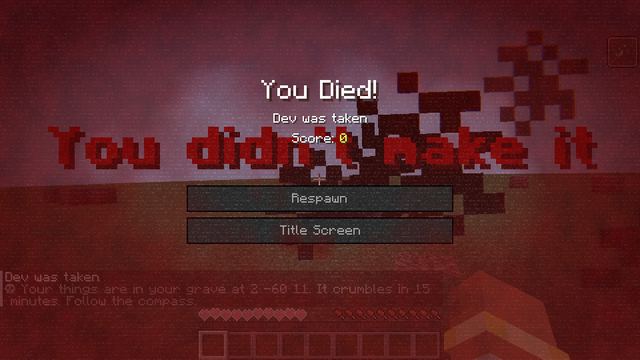 You Died!
Dev was taken
Score: 0
You didn't make it
Respawn
Title Screen
Dev was taken
Your things are in your grave at 2 -60 11. It crumbles in 15
minutes. Follow the compass.